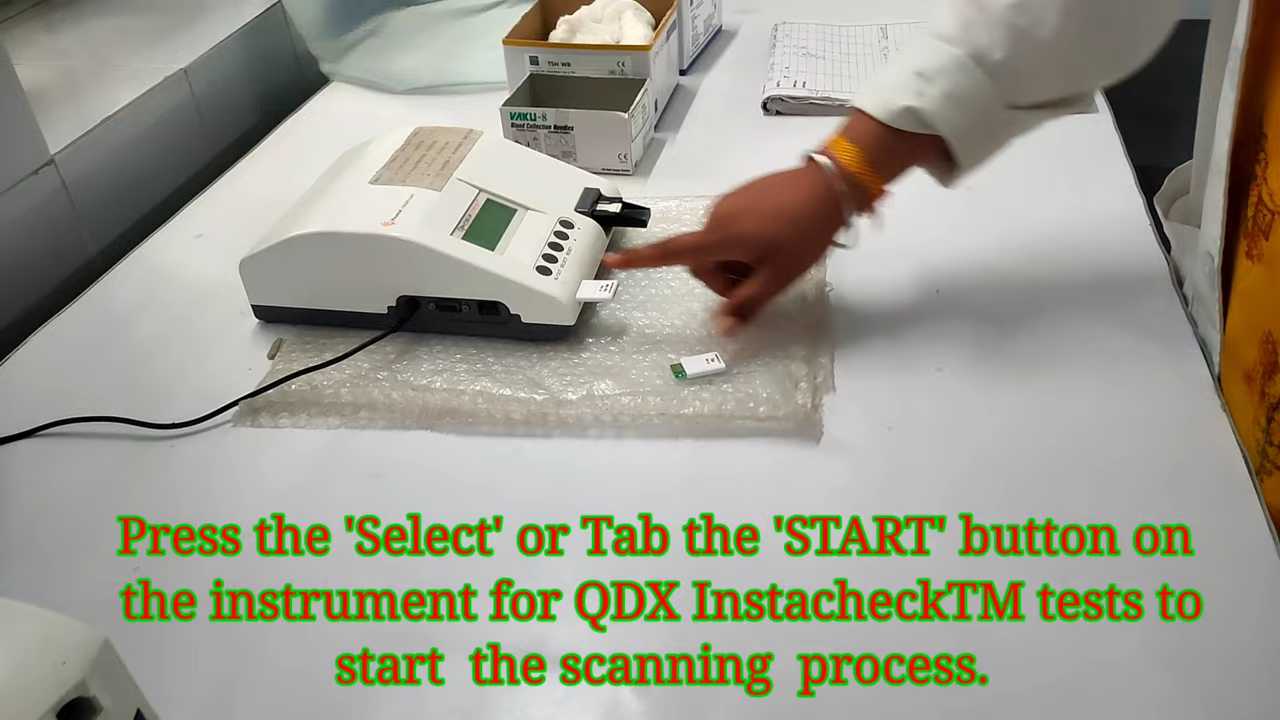 TSH WB
VAKU-8
Blood Collection Needles
Press the 'Select' or Tab the 'START' button on
the instrument for QDX InstacheckTM tests to
start the scanning process.